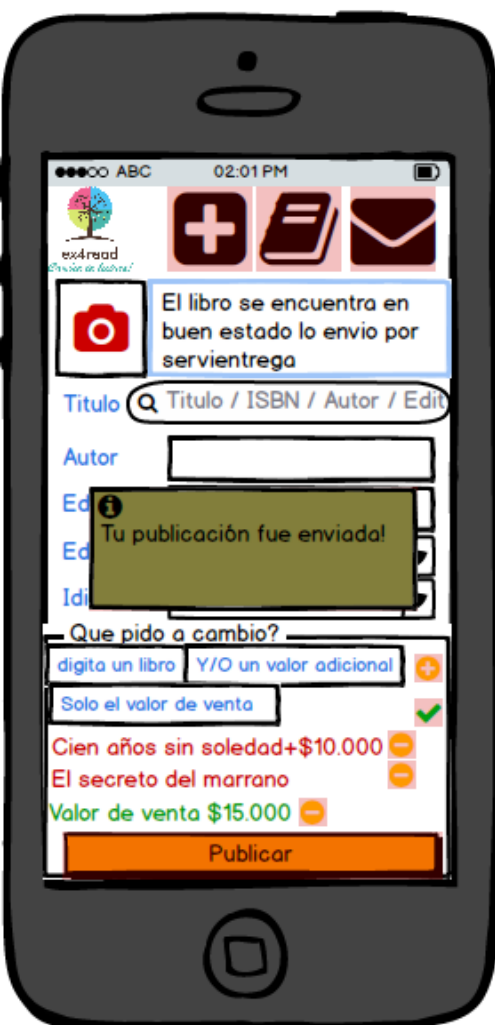 ABC 02:01 PM
ex4read
El libro se encuentra en
buen estado lo envio por
servientrega
Titulo Titulo / ISBN / Autor / Edit
Autor
Ed
Tu publicación fue enviada!
Ed
Idi
Que pido a cambio?
digita un libro Y/O un valor adicional
Solo el valor de venta
Cien años sin soledad+$10.000
El secreto del marrano
Valor de venta $15.000
Publicar